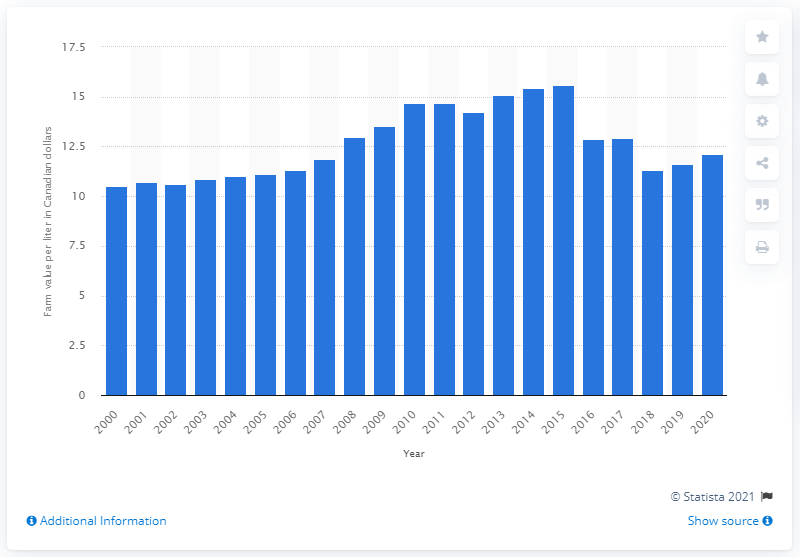 17.5
15
12.5
10
7.5
5
2.5
0
Farm value per liter in Canadian dollars
2000 2001 2002 2003 2004 2005 2006 2007 2008 2009 2010 2011 2012 2013 2014 2015 2016 2017 2018 2019 2020
Year
© Statista 2021
Additional Information
Show source